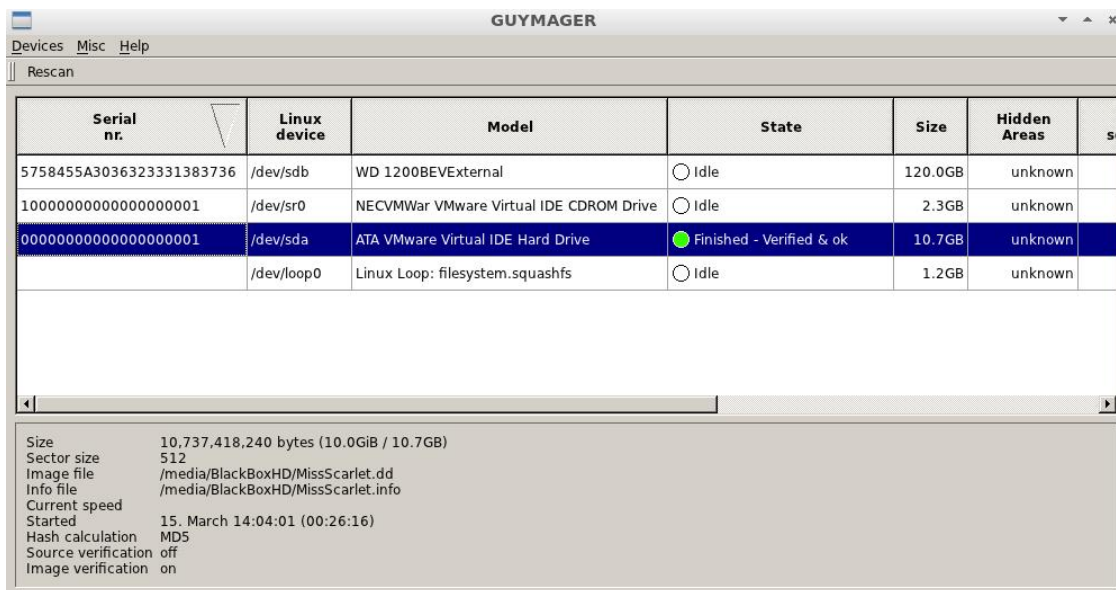 GUYMAGER
Devices Misc Help
Rescan
Serial nr. Linux device Model State Size Hidden Areas
5758455A3036323331383736 /dev/sdb WD 1200BEVExternal Idle 120.0GB unknown
10000000000000000001 /dev/sr0 NECVMWar VMware Virtual IDE CDROM Drive Idle 2.3GB unknown
00000000000000000001 /dev/sda ATA VMware Virtual IDE Hard Drive Finished - Verified & ok 10.7GB unknown
/dev/loop0 Linux Loop: filesystem.squashfs Idle 1.2GB unknown
Size 10,737,418,240 bytes (10.0GiB / 10.7GB)
Sector size 512
Image file /media/BlackBoxHD/MissScarlet.dd
Info file /media/BlackBoxHD/MissScarlet.info
Current speed
Started 15. March 14:04:01 (00:26:16)
Hash calculation MD5
Source verification off
Image verification on